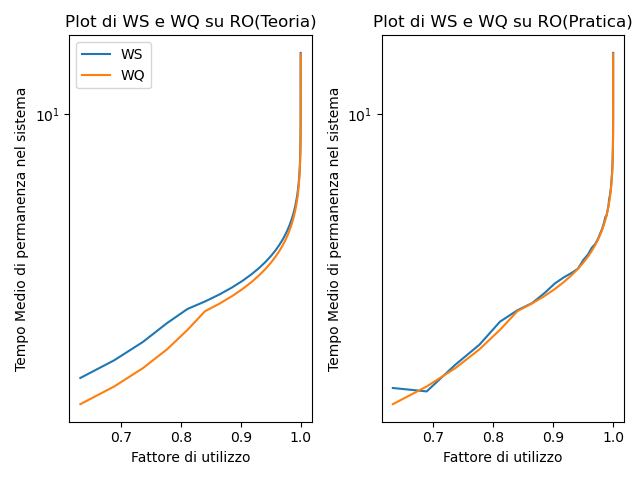 Plot di WS e WQ su RO(Teoria)
WS
WQ
10¹
Tempo Medio di permanenza nel sistema
0.7 0.8 0.9 1.0
Fattore di utilizzo
Plot di WS e WQ su RO(Pratica)
10¹
Tempo Medio di permanenza nel sistema
0.7 0.8 0.9 1.0
Fattore di utilizzo